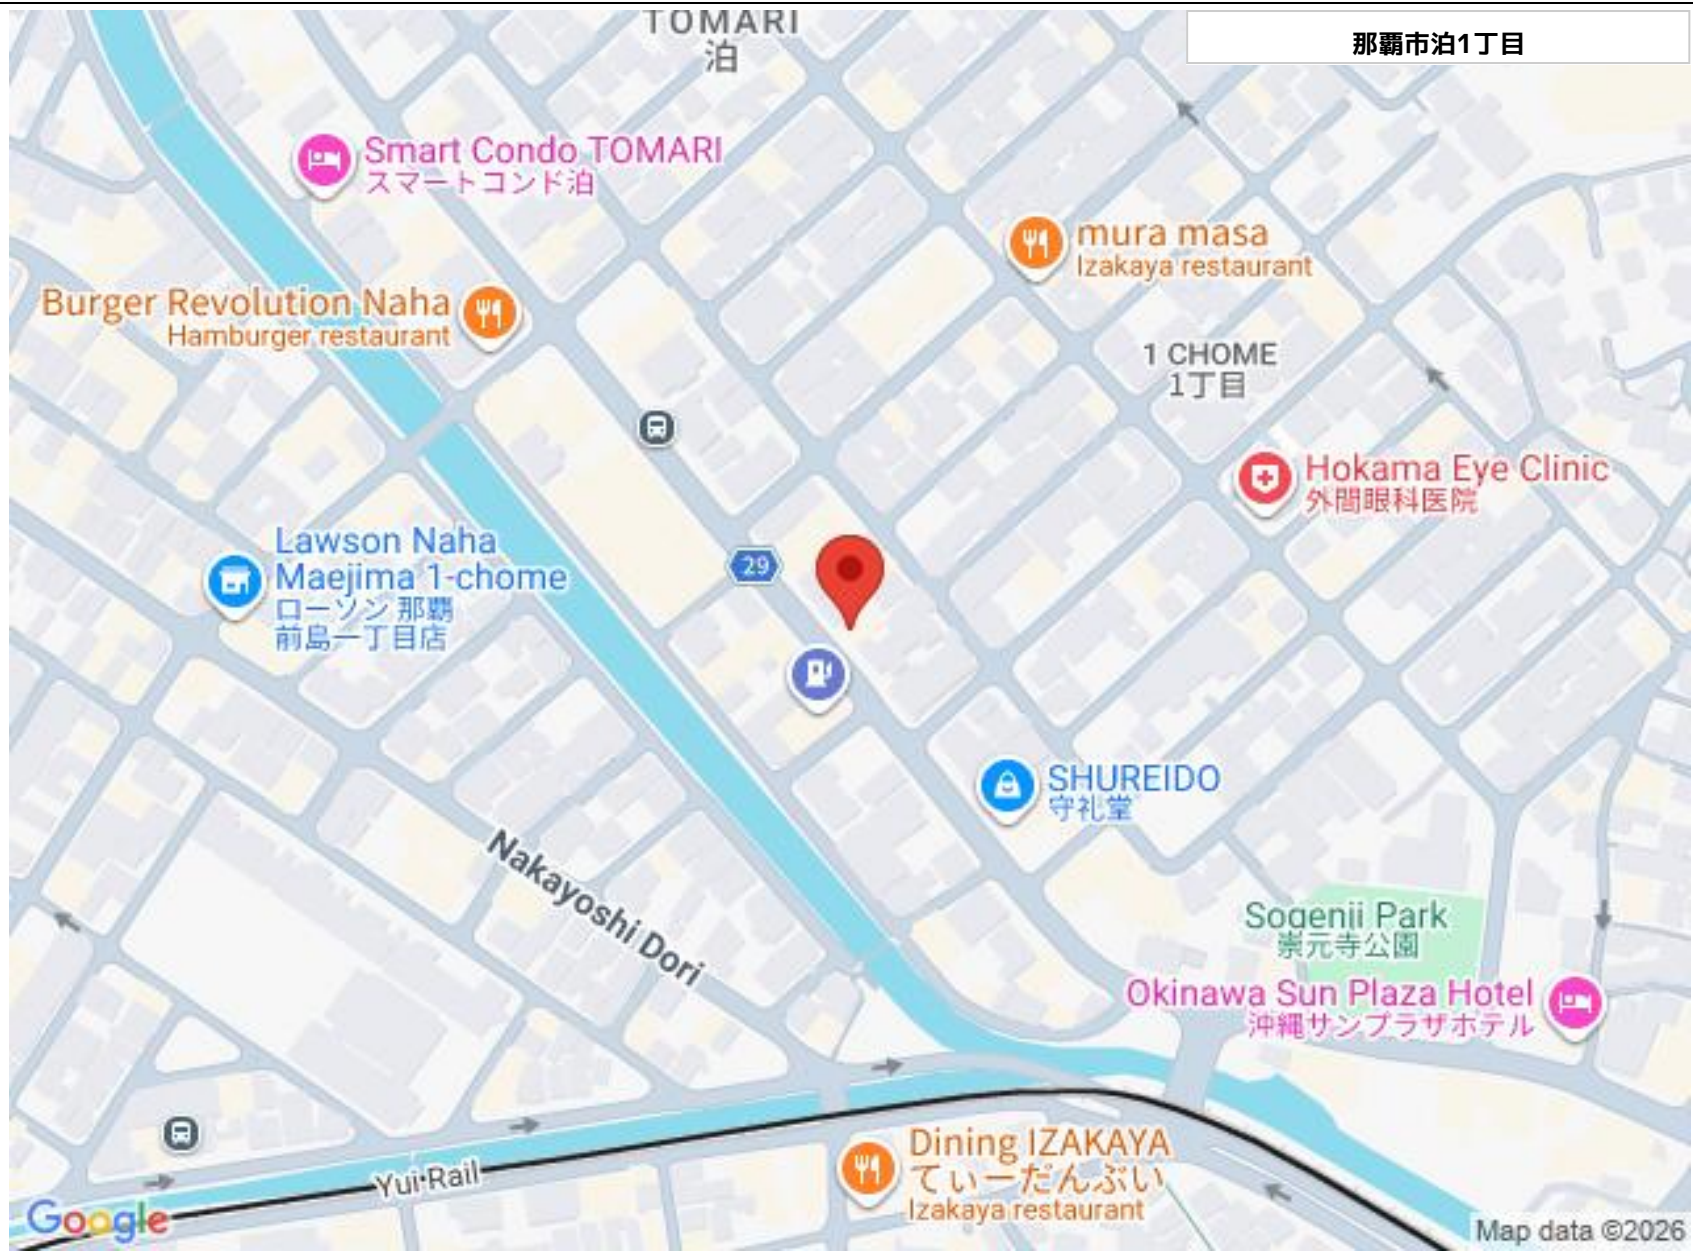 TOMARI
泊
那覇市泊1丁目
Smart Condo TOMARI
スマートコンド泊
mura masa
Izakaya restaurant
Burger Revolution Naha
Hamburger restaurant
1 CHOME
1丁目
Hokama Eye Clinic
外間眼科医院
Lawson Naha
Maejima 1-chome
ローソン 那覇
前島一丁目店
29
SHUREIDO
守礼堂
Nakayoshi Dori
Sogenji Park
崇元寺公園
Okinawa Sun Plaza Hotel
沖縄サンプラザホテル
Dining IZAKAYA
てぃーだんぶい
Izakaya restaurant
Yui Rail
Google
Map data ©2026